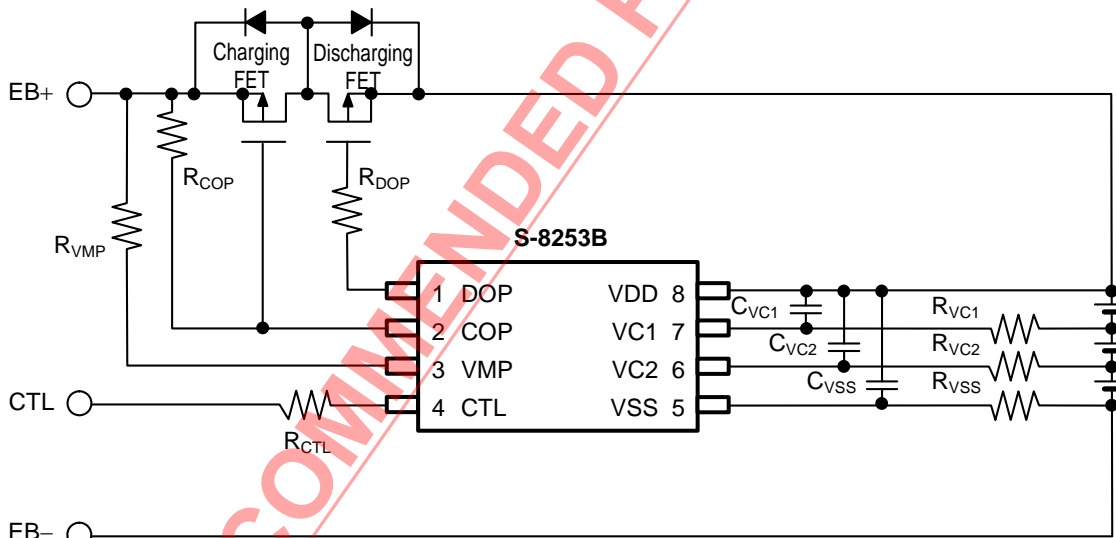 Charging
FET
Discharging
FET
EB+
RCOP
RDOP
RVMP
S-8253B
1 DOP
VDD 8
2 COP
VC1 7
3 VMP
VC2 6
4 CTL
VSS 5
CVC1
RVC1
CVC2
RVC2
CVSS
RVSS
CTL
RCTL
EB−
COMMENDED